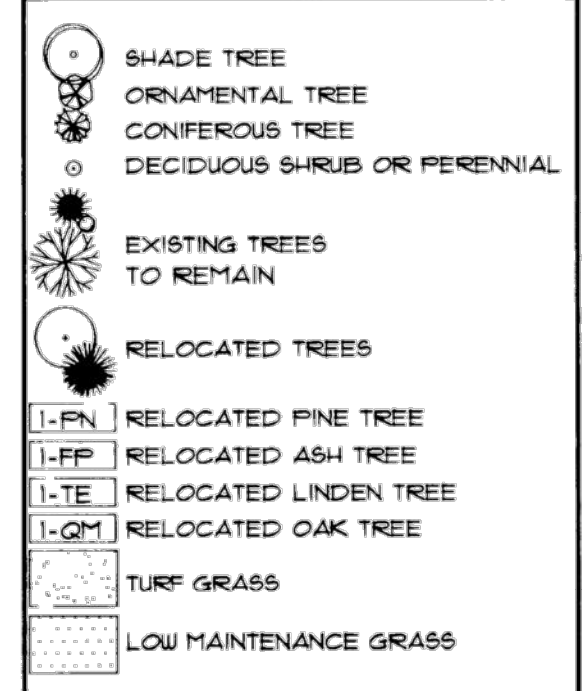 SHADE TREE
ORNAMENTAL TREE
CONIFEROUS TREE
DECIDUOUS SHRUB OR PERENNIAL
EXISTING TREES
TO REMAIN
RELOCATED TREES
1-PN RELOCATED PINE TREE
1-FP RELOCATED ASH TREE
1-TE RELOCATED LINDEN TREE
1-QM RELOCATED OAK TREE
TURF GRASS
LOW MAINTENANCE GRASS